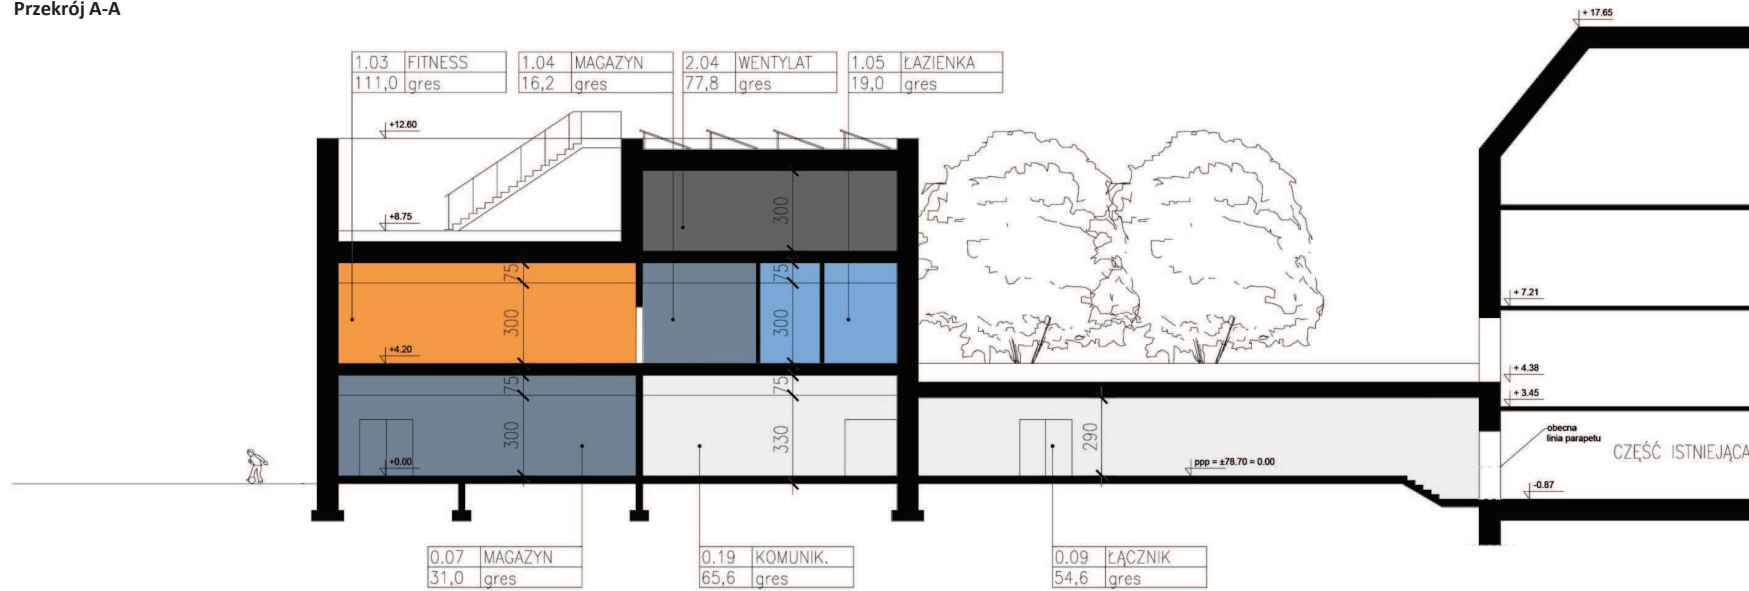 Przekrój A-A
+ 17.65
1.03 FITNESS
111,0 gres
1.04 MAGAZYN
16,2 gres
2.04 WENTYLAT
77,8 gres
1.05 ŁAZIENKA
19,0 gres
+12.60
+8.75
300
75
75
300
300
+4.20
75
75
300
330
290
+0.00
ppp = ±78.70 = 0.00
+ 7.21
+ 4.38
+ 3.45
obecna
linia parapetu
CZĘŚĆ ISTNIEJĄCA
-0.87
0.07 MAGAZYN
31,0 gres
0.19 KOMUNIK.
65,6 gres
0.09 ŁĄCZNIK
54,6 gres